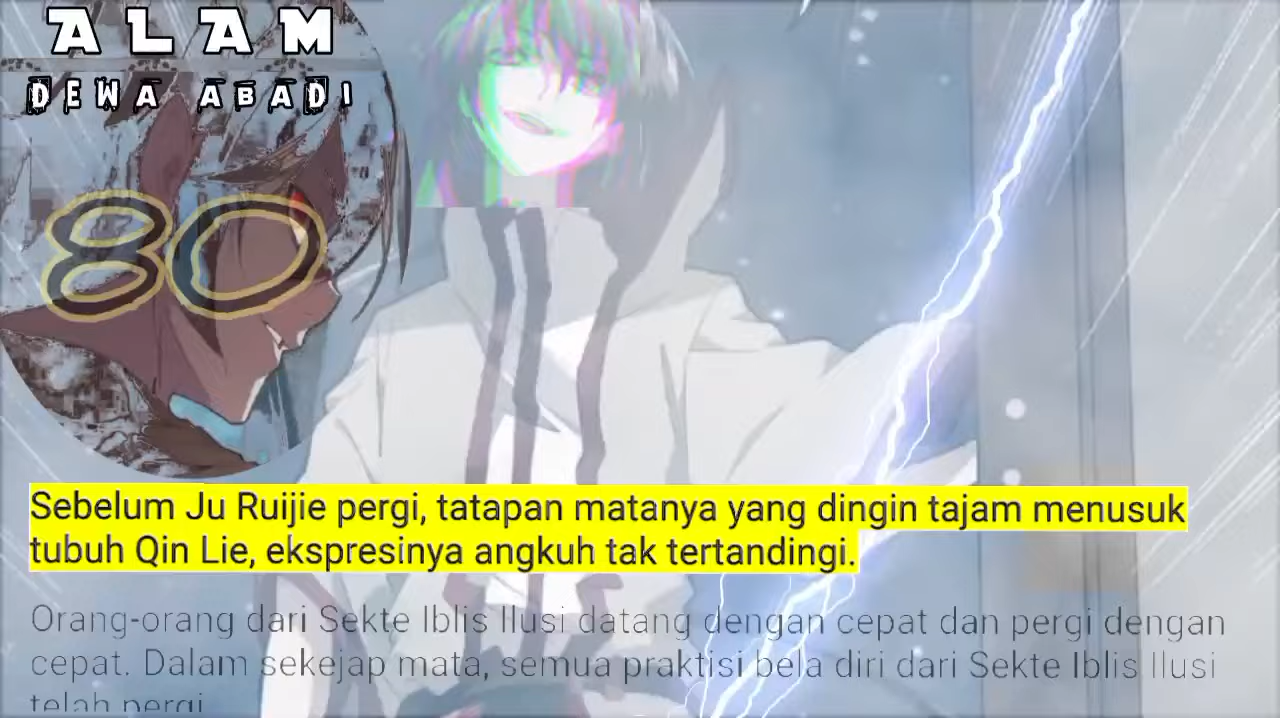 ALAM
DEWA ABADI
80
Sebelum Ju Ruijie pergi, tatapan matanya yang dingin tajam menusuk
tubuh Qin Lie, ekspresinya angkuh tak tertandingi.
Orang-orang dari Sekte Iblis Ilusi datang dengan cepat dan pergi dengan
cepat. Dalam sekejap mata, semua praktisi bela diri dari Sekte Iblis Ilusi
telah pergi